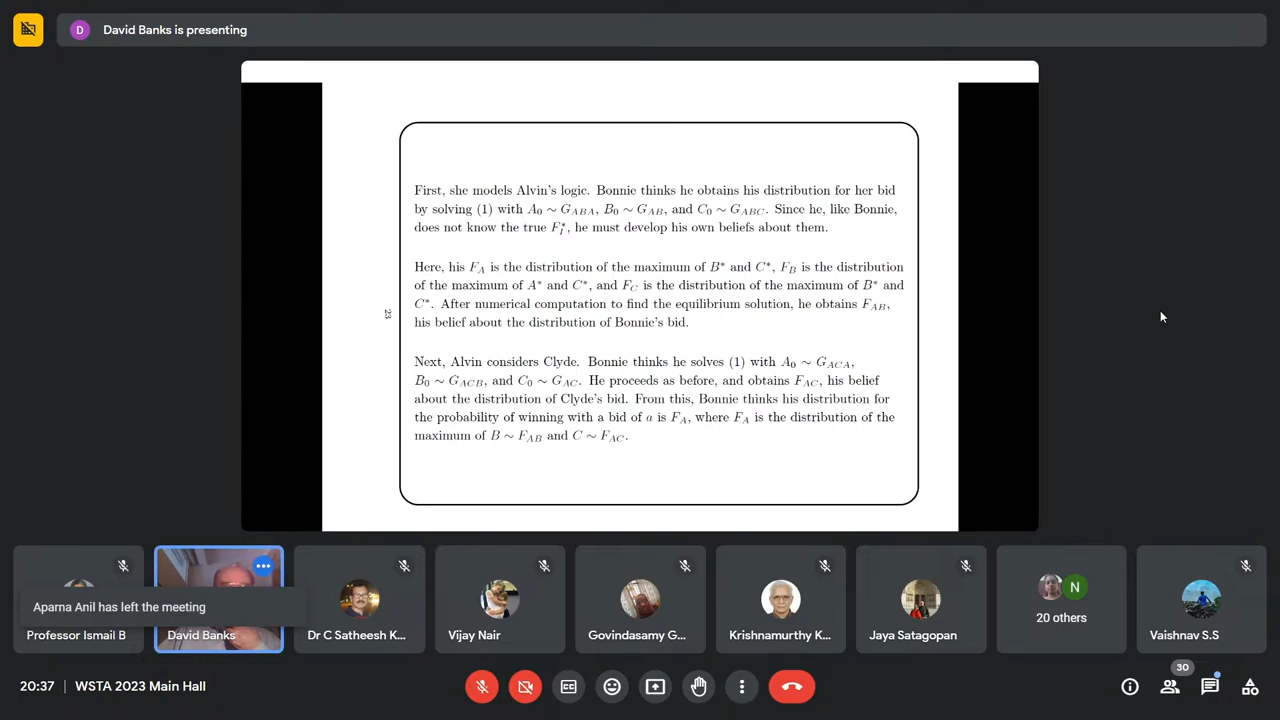 D
David Banks is presenting
First, she models Alvin's logic. Bonnie thinks he obtains his distribution for her bid
by solving (1) with A₀ ∼ G_ABA, B₀ ∼ G_AB, and C₀ ∼ G_ABC. Since he, like Bonnie,
does not know the true F_I^*, he must develop his own beliefs about them.
Here, his F_A is the distribution of the maximum of B* and C*, F_B is the distribution
of the maximum of A* and C*, and F_C is the distribution of the maximum of B* and
C*. After numerical computation to find the equilibrium solution, he obtains F_AB,
his belief about the distribution of Bonnie's bid.
Next, Alvin considers Clyde. Bonnie thinks he solves (1) with A₀ ∼ G_ACA,
B₀ ∼ G_ACB, and C₀ ∼ G_AC. He proceeds as before, and obtains F_AC, his belief
about the distribution of Clyde's bid. From this, Bonnie thinks his distribution for
the probability of winning with a bid of a is F_A, where F_A is the distribution of the
maximum of B ∼ F_AB and C ∼ F_AC.
23
Aparna Anil has left the meeting
Professor Ismail B
David Banks
Dr C Satheesh K...
Vijay Nair
Govindasamy G...
Krishnamurthy K...
Jaya Satagopan
N
20 others
Vaishnav S.S
20:37 | WSTA 2023 Main Hall
CC
30